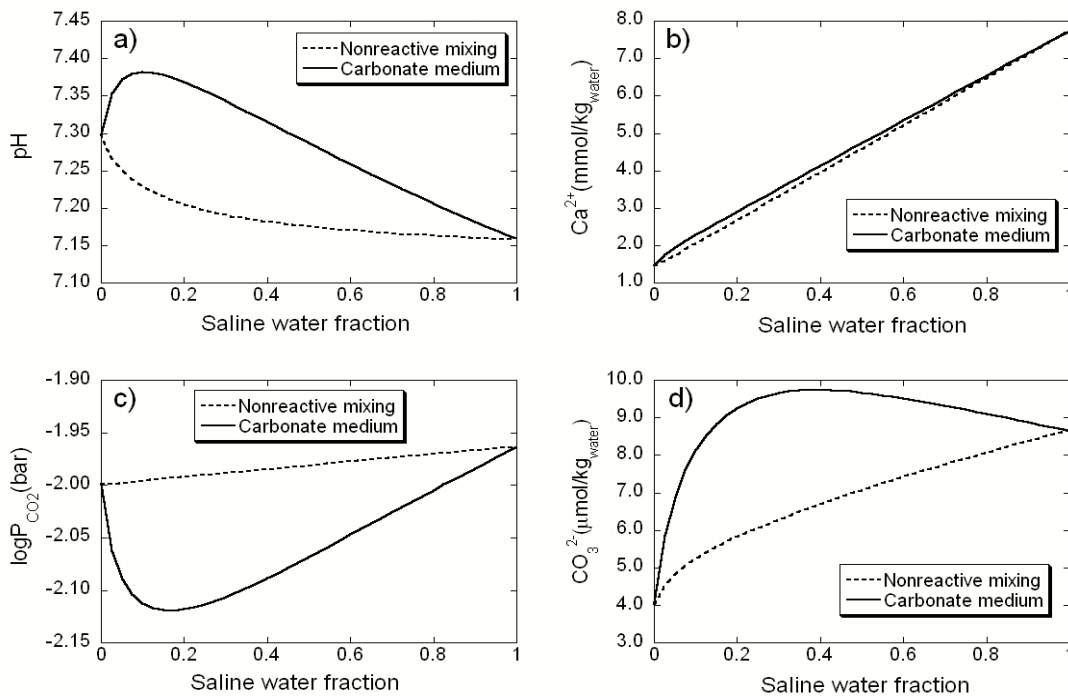 a)
Nonreactive mixing
Carbonate medium
pH
7.45
7.40
7.35
7.30
7.25
7.20
7.15
7.10
0 0.2 0.4 0.6 0.8 1
Saline water fraction
b)
Nonreactive mixing
Carbonate medium
Ca²⁺(mmol/kg_water)
8.0
7.0
6.0
5.0
4.0
3.0
2.0
1.0
0 0.2 0.4 0.6 0.8 1
Saline water fraction
c)
Nonreactive mixing
Carbonate medium
logP_CO2(bar)
-1.90
-1.95
-2.00
-2.05
-2.10
-2.15
0 0.2 0.4 0.6 0.8 1
Saline water fraction
d)
Nonreactive mixing
Carbonate medium
CO₃²⁻(μmol/kg_water)
10.0
9.0
8.0
7.0
6.0
5.0
4.0
3.0
0 0.2 0.4 0.6 0.8 1
Saline water fraction